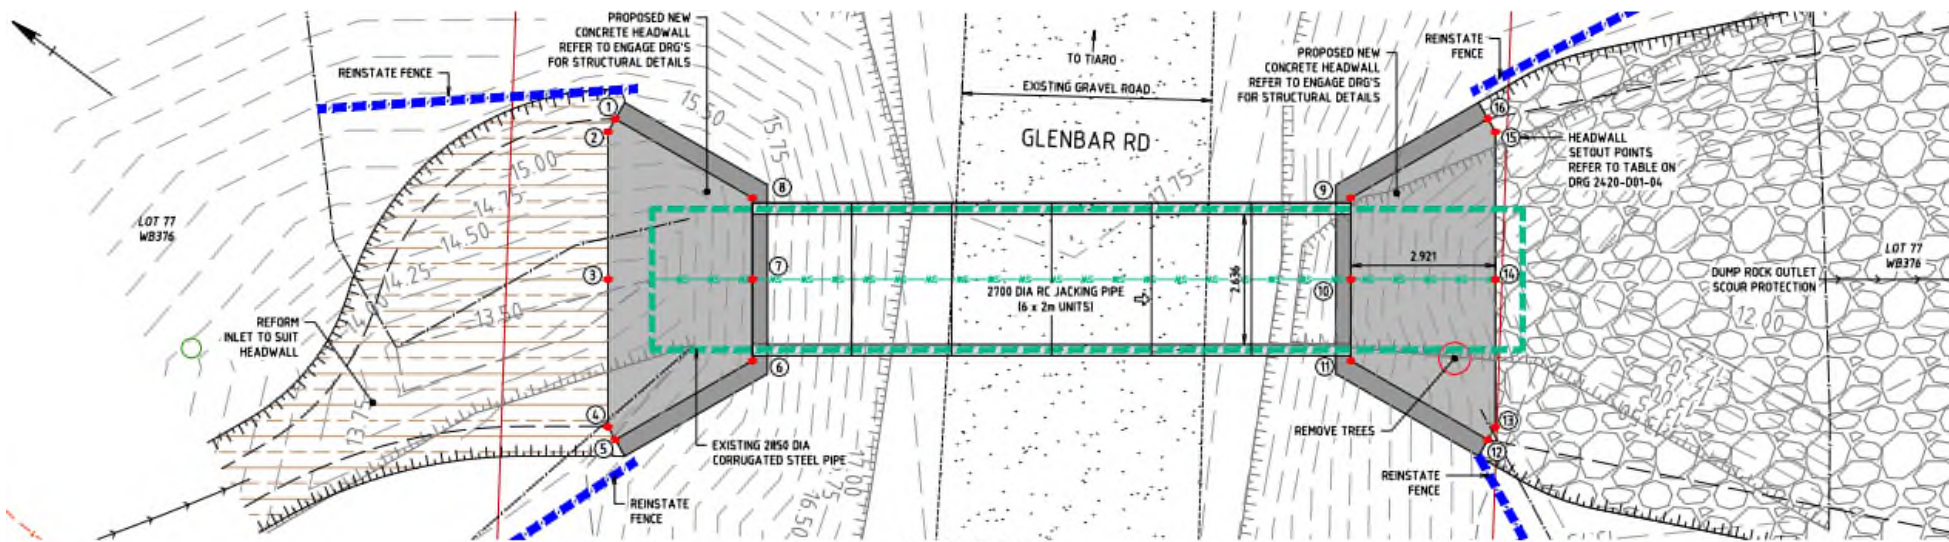 PROPOSED NEW
CONCRETE HEADWALL
REFER TO ENGAGE DRG'S
FOR STRUCTURAL DETAILS
REINSTATE FENCE
TO TIARO
EXISTING GRAVEL ROAD
GLENBAR RD
PROPOSED NEW
CONCRETE HEADWALL
REFER TO ENGAGE DRG'S
FOR STRUCTURAL DETAILS
REINSTATE
FENCE
HEADWALL
SETOUT POINTS
REFER TO TABLE ON
DRG 2420-D01-04
1
2
3
4
5
6
7
8
9
10
11
12
13
14
15
16
15.50
15.75
15.00
14.75
14.50
14.25
14.00
13.50
13.75
17.75
LOT 77
WB376
REFORM
INLET TO SUIT
HEADWALL
2700 DIA RC JACKING PIPE
(6 x 2m UNITS)
2.636
2.921
DUMP ROCK OUTLET
SCOUR PROTECTION
12.00
LOT 77
WB376
EXISTING 2850 DIA
CORRUGATED STEEL PIPE
REINSTATE
FENCE
16.50
REMOVE TREES
REINSTATE
FENCE